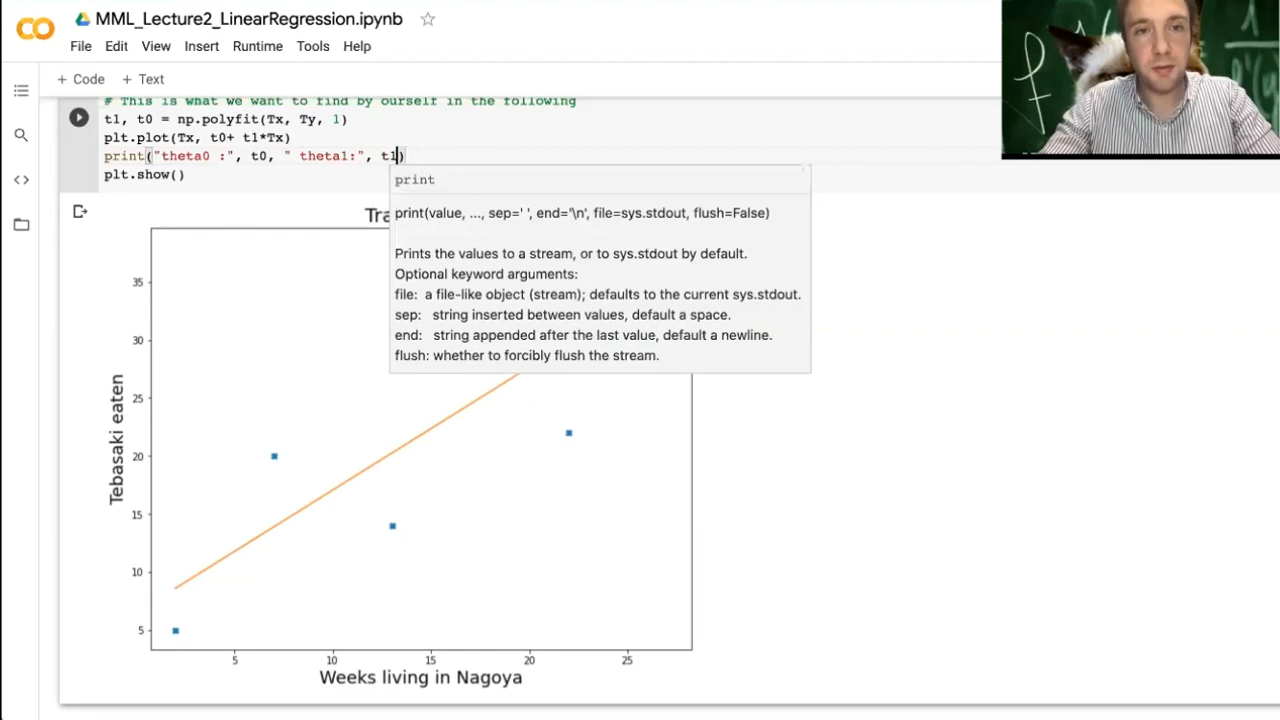 MML_Lecture2_LinearRegression.ipynb
File Edit View Insert Runtime Tools Help
+ Code + Text
# This is what we want to find by ourself in the following
t1, t0 = np.polyfit(Tx, Ty, 1)
plt.plot(Tx, t0+ t1*Tx)
print("theta0 :", t0, " theta1:", t1)
plt.show()
print
print(value, ..., sep=' ', end='\n', file=sys.stdout, flush=False)
Prints the values to a stream, or to sys.stdout by default.
Optional keyword arguments:
file: a file-like object (stream); defaults to the current sys.stdout.
sep: string inserted between values, default a space.
end: string appended after the last value, default a newline.
flush: whether to forcibly flush the stream.
Tra
35
30
25
20
15
10
5
Tebasaki eaten
5 10 15 20 25
Weeks living in Nagoya